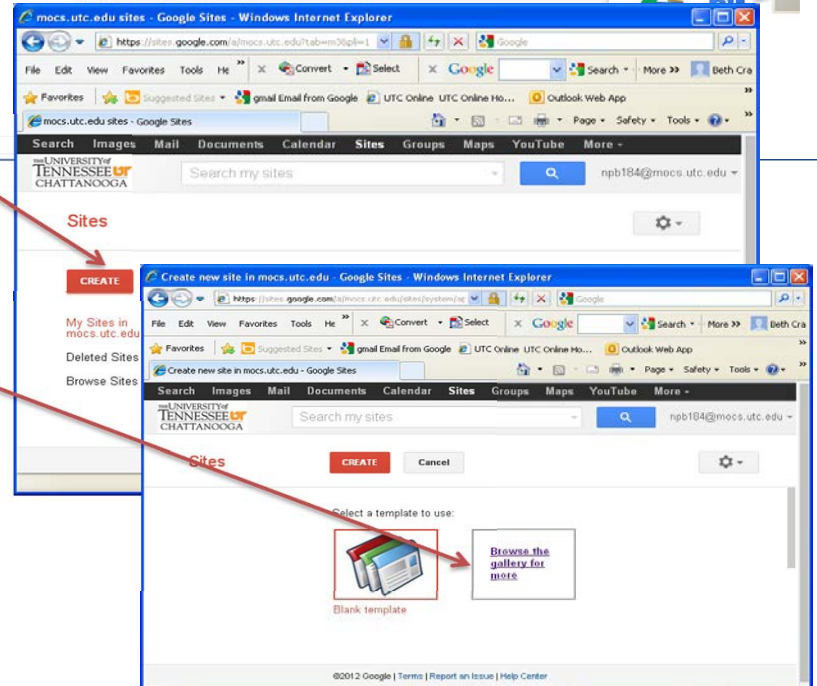 mocs.utc.edu sites - Google Sites - Windows Internet Explorer
https://sites.google.com/a/mocs.utc.edu?tab=m3&pli=1 Google
File Edit View Favorites Tools He » x Convert Select x Google Search More >> Beth Cra
Favorites Suggested Sites gmail Email from Google UTC Online UTC Online Ho... Outlook Web App »
mocs.utc.edu sites - Google Sites Page Safety Tools »
Search Images Mail Documents Calendar Sites Groups Maps YouTube More
THE UNIVERSITY of
TENNESSEE UT
CHATTANOOGA
Search my sites npb184@mocs.utc.edu
Sites
CREATE
My Sites in
mocs.utc.edu
Deleted Sites
Browse Sites
Create new site in mocs.utc.edu - Google Sites - Windows Internet Explorer
https://sites.google.com/a/mocs.utc.edu/sites/system/ Google
File Edit View Favorites Tools He » x Convert Select x Google Search More >> Beth Cra
Favorites Suggested Sites gmail Email from Google UTC Online UTC Online Ho... Outlook Web App »
Create new site in mocs.utc.edu - Google Sites Page Safety Tools »
Search Images Mail Documents Calendar Sites Groups Maps YouTube More
THE UNIVERSITY of
TENNESSEE UT
CHATTANOOGA
Search my sites npb184@mocs.utc.edu
Sites CREATE Cancel
Select a template to use:
Browse the
gallery for
more
Blank template
©2012 Google | Terms | Report an Issue | Help Center